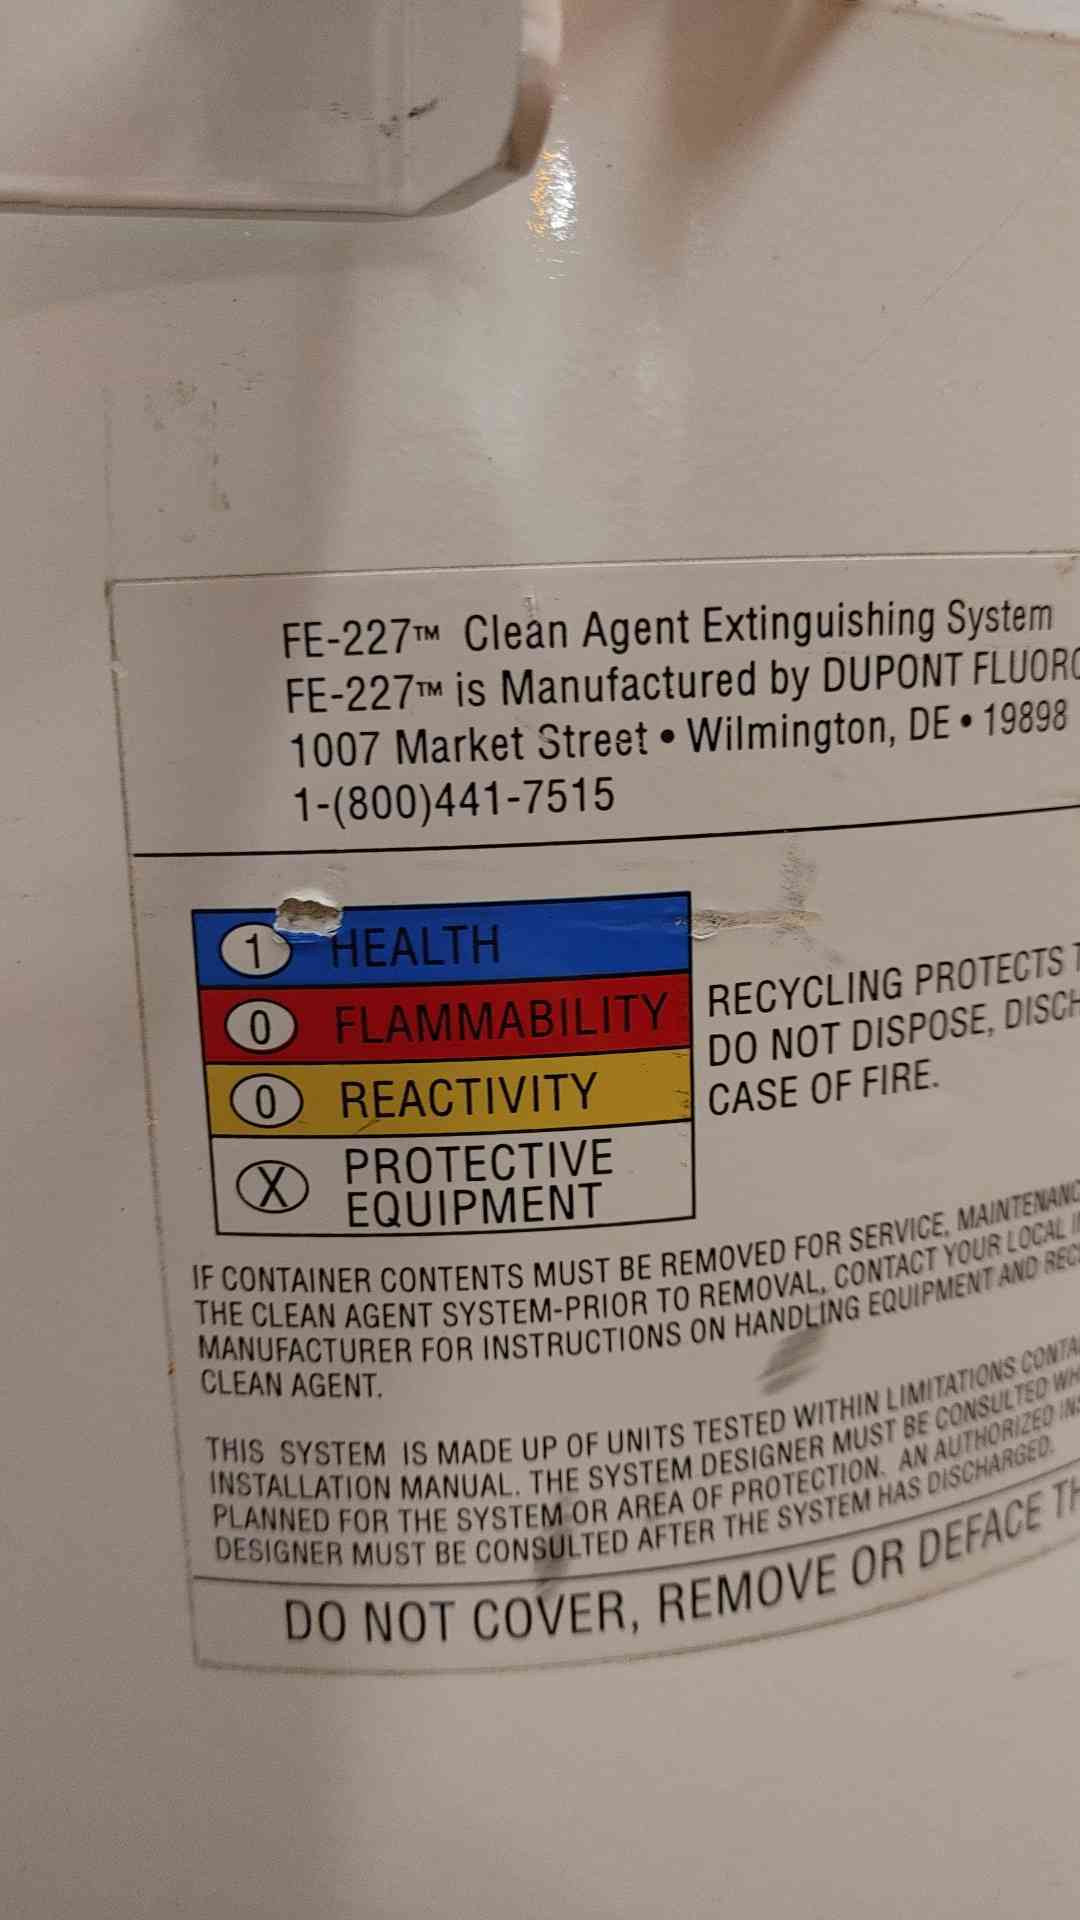 FE-227™ Clean Agent Extinguishing System
FE-227™ is Manufactured by DUPONT
1007 Market Street • Wilmington, DE • 19898
1-(800)441-7515
1 HEALTH
0 FLAMMABILITY
0 REACTIVITY
X PROTECTIVE
EQUIPMENT
RECYCLING PROTECTS
DO NOT DISPOSE,
CASE OF FIRE.
IF CONTAINER CONTENTS MUST BE REMOVED FOR SERVICE,
THE CLEAN AGENT SYSTEM-PRIOR TO REMOVAL, CONTACT YOUR LOCAL
MANUFACTURER FOR INSTRUCTIONS ON HANDLING EQUIPMENT AND
CLEAN AGENT.
THIS SYSTEM IS MADE UP OF UNITS TESTED WITHIN LIMITATIONS
INSTALLATION MANUAL. THE SYSTEM DESIGNER MUST BE CONSULTED
PLANNED FOR THE SYSTEM OR AREA OF PROTECTION. AN AUTHORIZED
DESIGNER MUST BE CONSULTED AFTER THE SYSTEM HAS DISCHARGED.
DO NOT COVER, REMOVE OR DEFACE